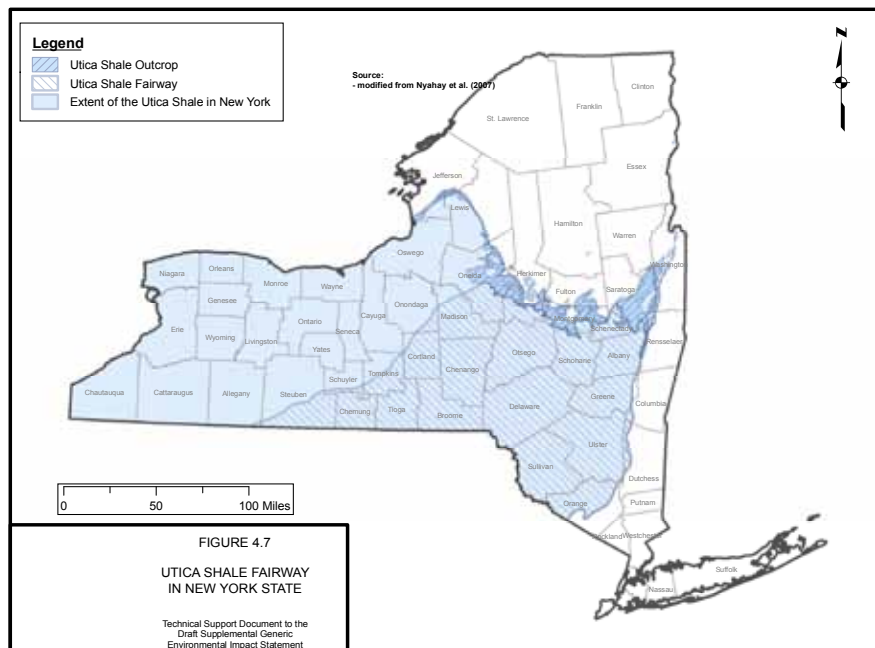 Legend
Utica Shale Outcrop
Utica Shale Fairway
Extent of the Utica Shale in New York
Source:
- modified from Nyahay et al. (2007)
Z
Clinton
Franklin
St. Lawrence
Essex
Jefferson
Lewis
Hamilton
Warren
Washington
Oswego
Oneida
Herkimer
Fulton
Saratoga
Niagara
Orleans
Monroe
Wayne
Genesee
Onondaga
Madison
Montgomery
Schenectady
Rensselaer
Erie
Wyoming
Livingston
Ontario
Seneca
Cayuga
Yates
Cortland
Chenango
Otsego
Schoharie
Albany
Chautauqua
Cattaraugus
Allegany
Steuben
Schuyler
Tompkins
Chemung
Tioga
Broome
Delaware
Greene
Columbia
Ulster
Sullivan
Dutchess
Orange
Putnam
Rockland
Westchester
Suffolk
Nassau
0 50 100 Miles
FIGURE 4.7
UTICA SHALE FAIRWAY
IN NEW YORK STATE
Technical Support Document to the
Draft Supplemental Generic
Environmental Impact Statement